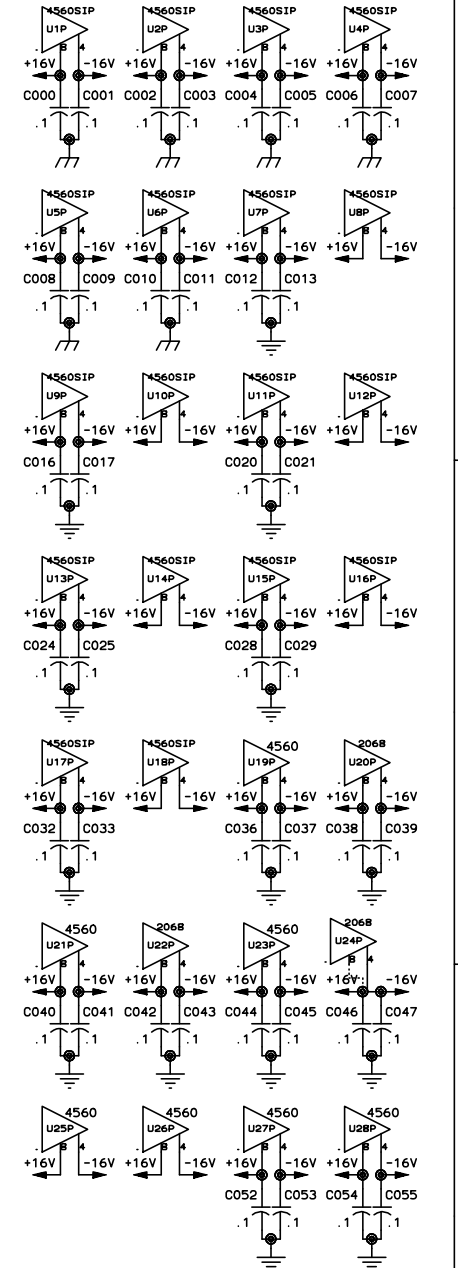 4560SIP 4560SIP 4560SIP 4560SIP
U1P U2P U3P U4P
8 4 8 4 8 4 8 4
+16V -16V +16V -16V +16V -16V +16V -16V
C000 C001 C002 C003 C004 C005 C006 C007
.1 .1 .1 .1 .1 .1 .1 .1
4560SIP 4560SIP 4560SIP 4560SIP
U5P U6P U7P U8P
8 4 8 4 8 4 8 4
+16V -16V +16V -16V +16V -16V +16V -16V
C008 C009 C010 C011 C012 C013
.1 .1 .1 .1 .1 .1
4560SIP 4560SIP 4560SIP 4560SIP
U9P U10P U11P U12P
8 4 8 4 8 4 8 4
+16V -16V +16V -16V +16V -16V +16V -16V
C016 C017 C020 C021
.1 .1 .1 .1
4560SIP 4560SIP 4560SIP 4560SIP
U13P U14P U15P U16P
8 4 8 4 8 4 8 4
+16V -16V +16V -16V +16V -16V +16V -16V
C024 C025 C028 C029
.1 .1 .1 .1
4560SIP 4560SIP 4560 2068
U17P U18P U19P U20P
8 4 8 4 8 4 8 4
+16V -16V +16V -16V +16V -16V +16V -16V
C032 C033 C036 C037 C038 C039
.1 .1 .1 .1 .1 .1
4560 2068 4560 2068
U21P U22P U23P U24P
8 4 8 4 8 4 8 4
+16V -16V +16V -16V +16V -16V +16V -16V
C040 C041 C042 C043 C044 C045 C046 C047
.1 .1 .1 .1 .1 .1 .1 .1
4560 4560 4560 4560
U25P U26P U27P U28P
8 4 8 4 8 4 8 4
+16V -16V +16V -16V +16V -16V +16V -16V
C052 C053 C054 C055
.1 .1 .1 .1